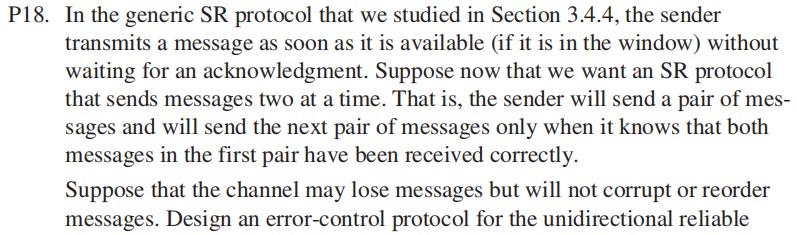 P18. In the generic SR protocol that we studied in Section 3.4.4, the sender
transmits a message as soon as it is available (if it is in the window) without
waiting for an acknowledgment. Suppose now that we want an SR protocol
that sends messages two at a time. That is, the sender will send a pair of mes-
sages and will send the next pair of messages only when it knows that both
messages in the first pair have been received correctly.
Suppose that the channel may lose messages but will not corrupt or reorder
messages. Design an error-control protocol for the unidirectional reliable